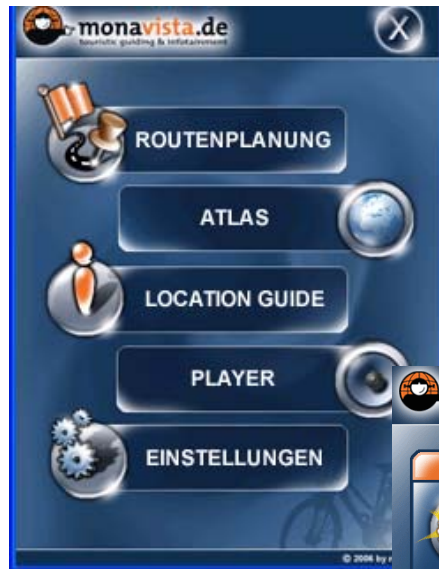 monavista.de
touristic guiding & infotainment
X
ROUTENPLANUNG
ATLAS
LOCATION GUIDE
PLAYER
EINSTELLUNGEN
© 2006 by